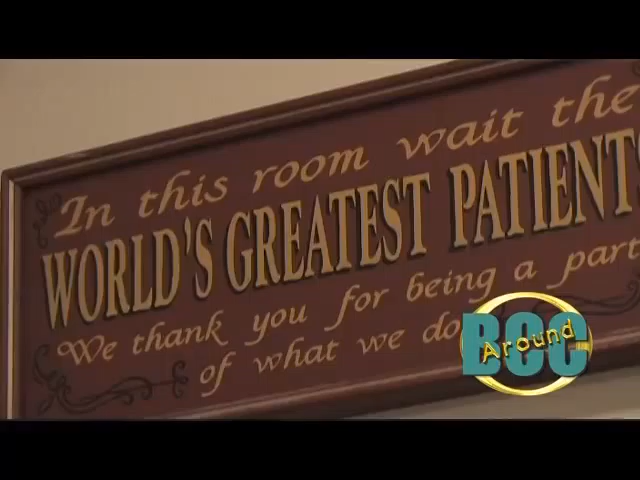 In this room wait the
WORLD'S GREATEST PATIENTS
We thank you for being a part
of what we do
BCC
Around